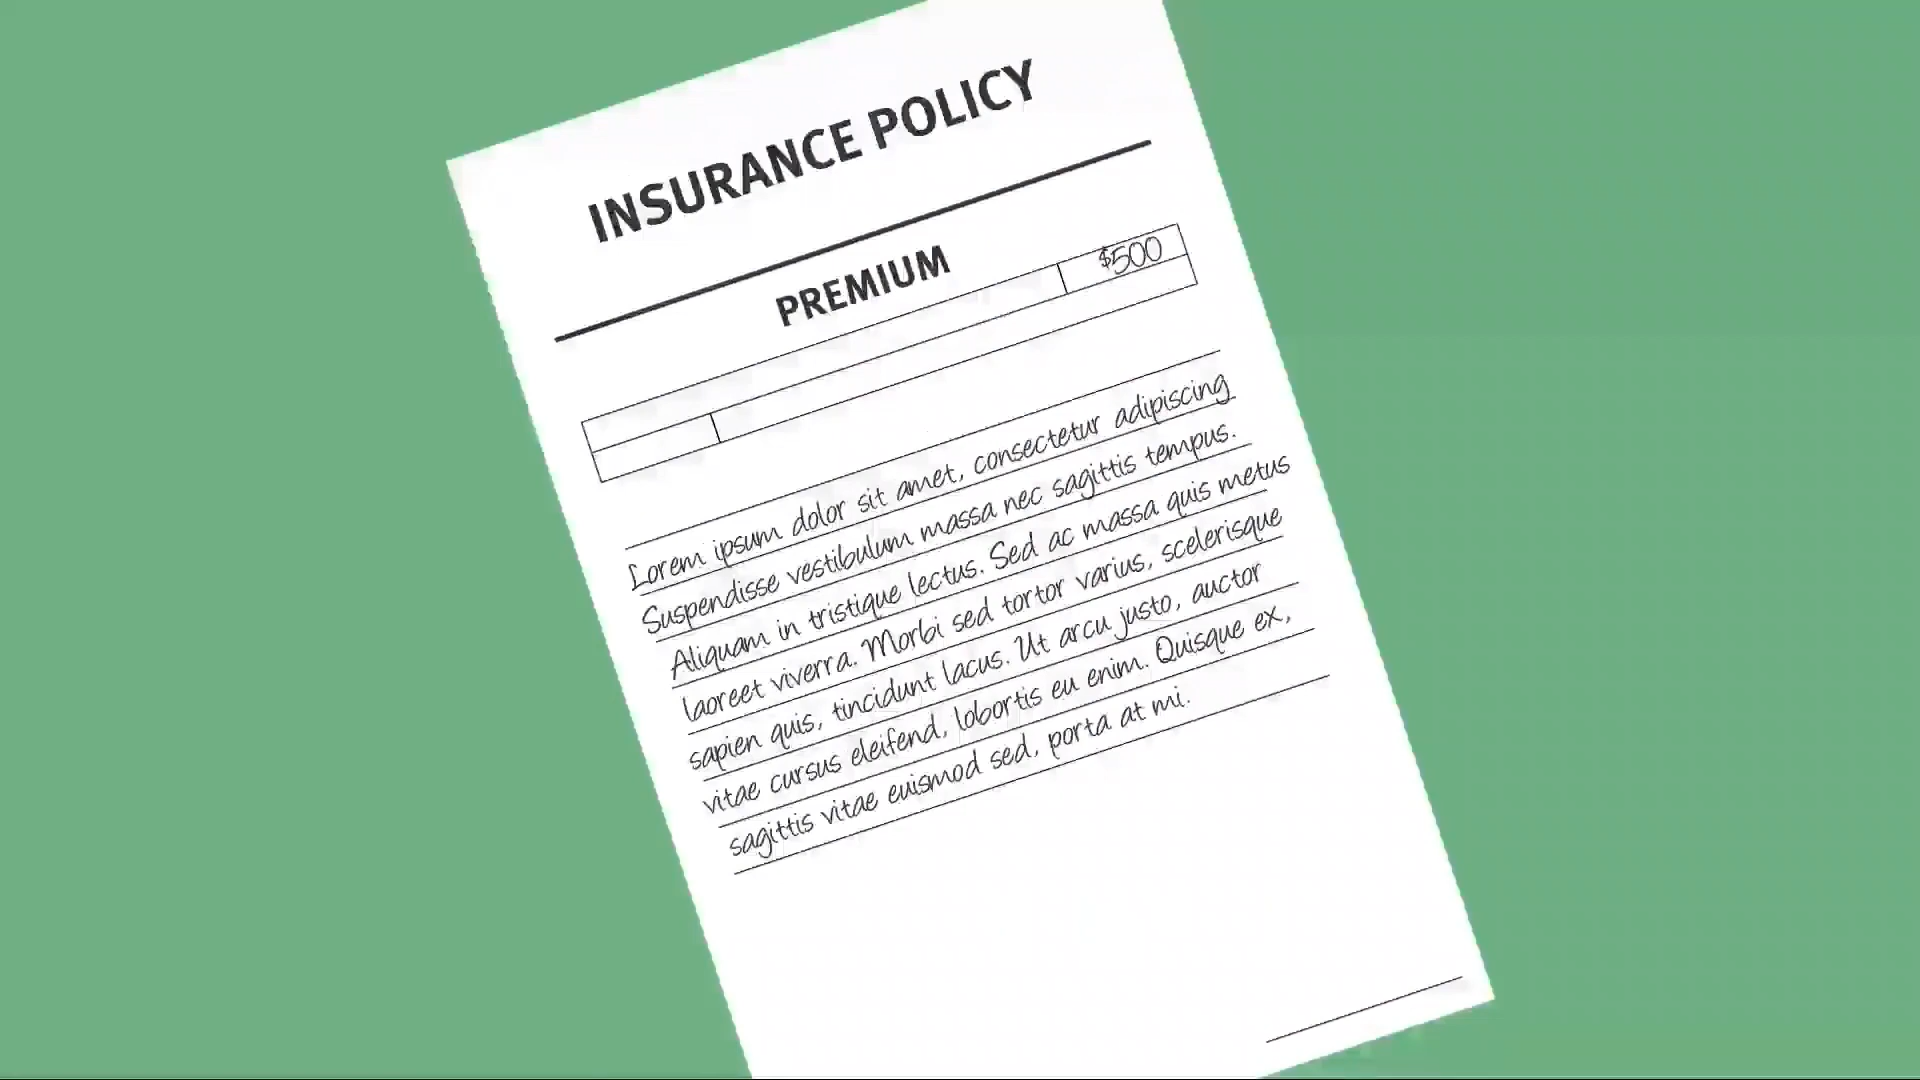 INSURANCE POLICY
PREMIUM
$500
Lorem ipsum dolor sit amet, consectetur adipiscing
Suspendisse vestibulum massa nec sagittis tempus.
Aliquam in tristique lectus. Sed ac massa quis metus
laoreet viverra. Morbi sed tortor varius, scelerisque
sapien quis, tincidunt lacus. Ut arcu justo, auctor
vitae cursus eleifend, lobortis eu enim. Quisque ex,
sagittis vitae euismod sed, porta at mi.